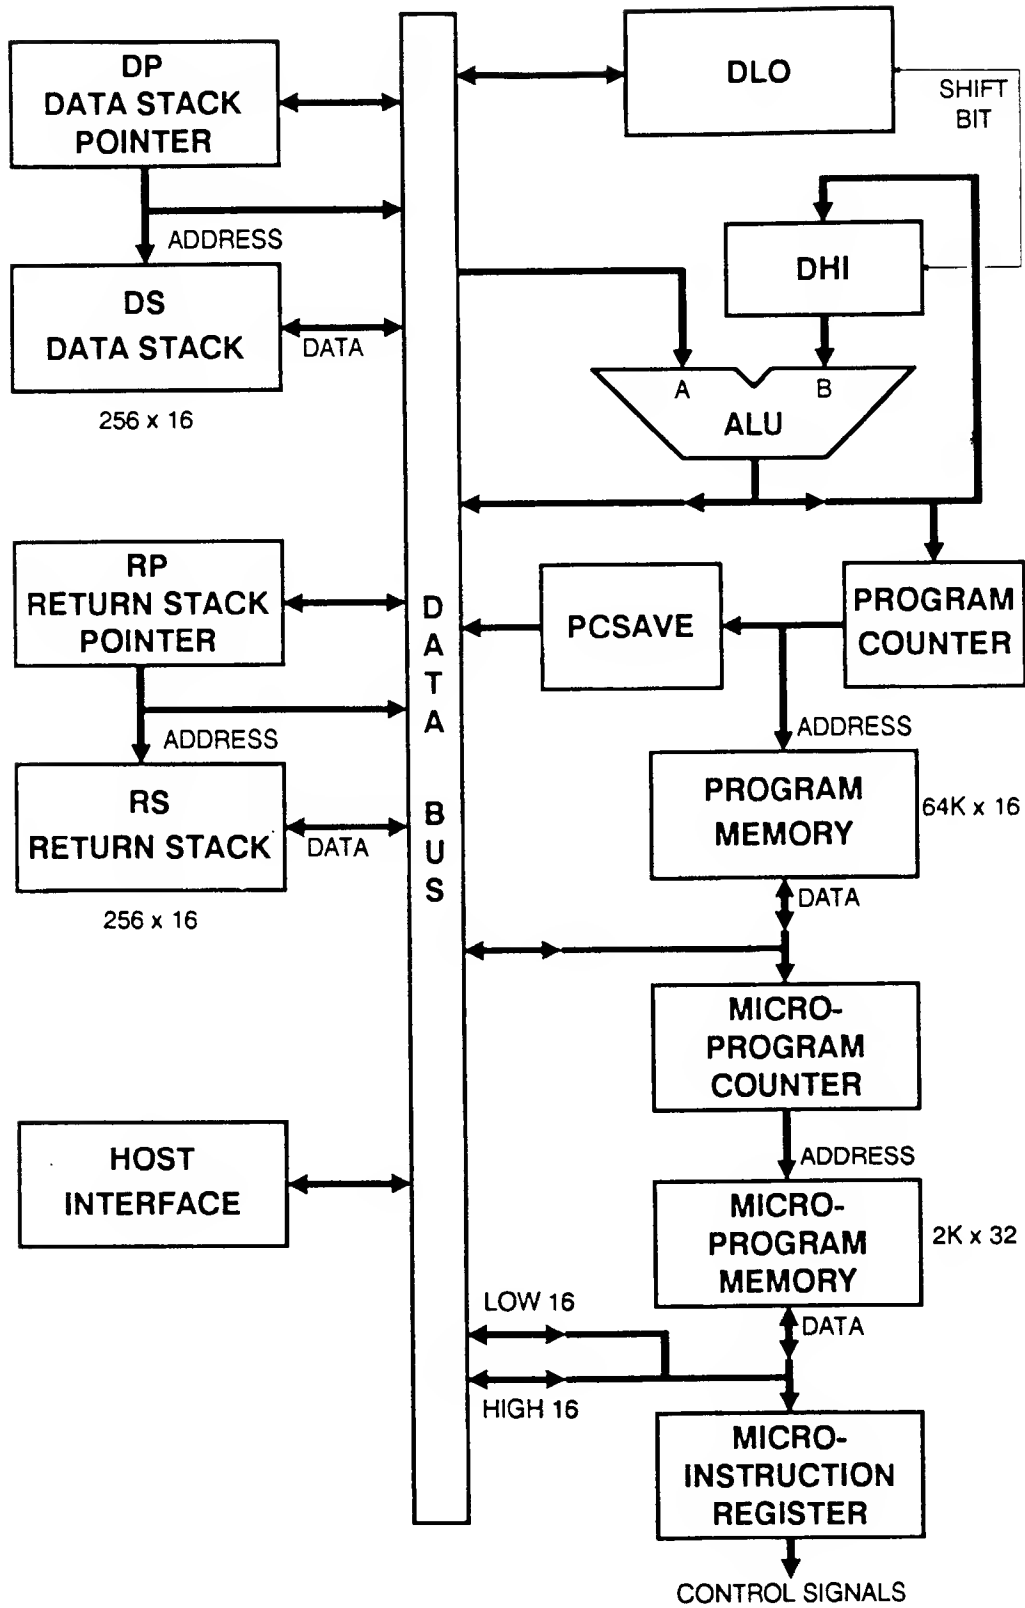 DP
DATA STACK
POINTER
ADDRESS
DS
DATA STACK
DATA
256 x 16
RP
RETURN STACK
POINTER
ADDRESS
RS
RETURN STACK
DATA
256 x 16
HOST
INTERFACE
DATA BUS
DLO
SHIFT
BIT
DHI
A
B
ALU
PCSAVE
PROGRAM
COUNTER
ADDRESS
PROGRAM
MEMORY
64K x 16
DATA
MICRO-
PROGRAM
COUNTER
ADDRESS
MICRO-
PROGRAM
MEMORY
2K x 32
DATA
LOW 16
HIGH 16
MICRO-
INSTRUCTION
REGISTER
CONTROL SIGNALS